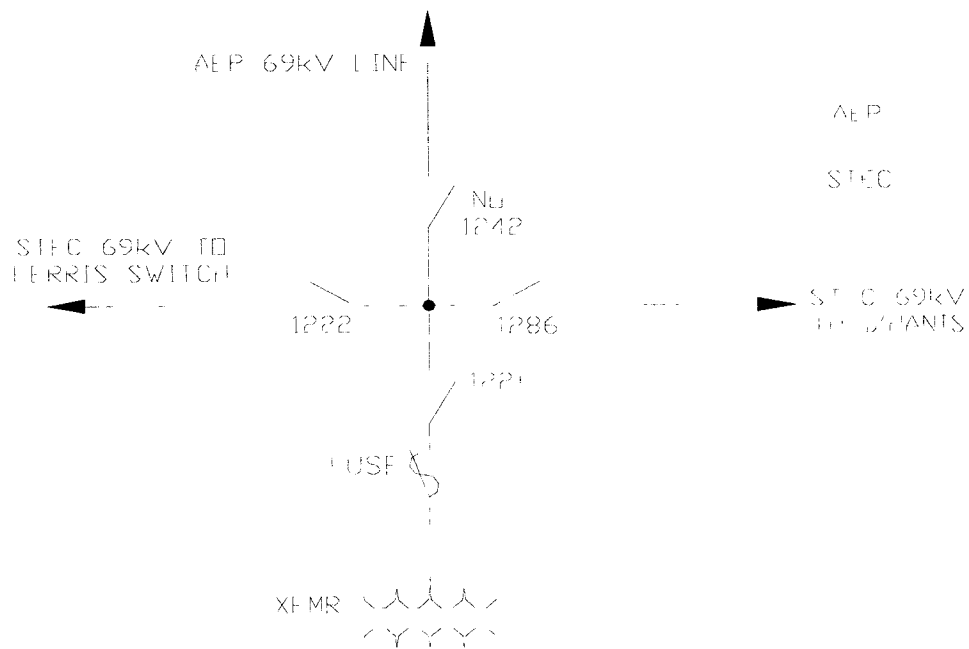 AEP 69kV LINE
AEP
STEC
No
1242
STEC 69kV TO
FERRIS SWITCH
1222
1286
STEC 69kV
TO
1221
FUSE
XFMR